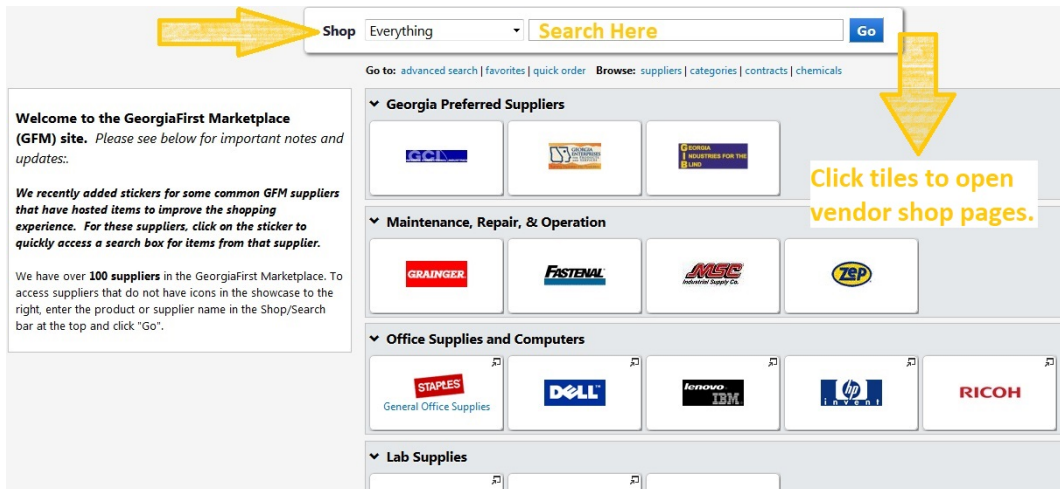 Shop Everything Search Here Go
Go to: advanced search | favorites | quick order Browse: suppliers | categories | contracts | chemicals
Welcome to the GeorgiaFirst Marketplace
(GFM) site. Please see below for important notes and
updates:.
We recently added stickers for some common GFM suppliers
that have hosted items to improve the shopping
experience. For these suppliers, click on the sticker to
quickly access a search box for items from that supplier.
We have over 100 suppliers in the GeorgiaFirst Marketplace. To
access suppliers that do not have icons in the showcase to the
right, enter the product or supplier name in the Shop/Search
bar at the top and click "Go".
Georgia Preferred Suppliers
GCI
GEORGIA
ENTERPRISES
GEORGIA
INDUSTRIES FOR THE
BLIND
Click tiles to open
vendor shop pages.
Maintenance, Repair, & Operation
GRAINGER
FASTENAL
MSC
Industrial Supply Co.
Zep
Office Supplies and Computers
STAPLES
General Office Supplies
DELL
lenovo
IBM
hp
invent
RICOH
Lab Supplies